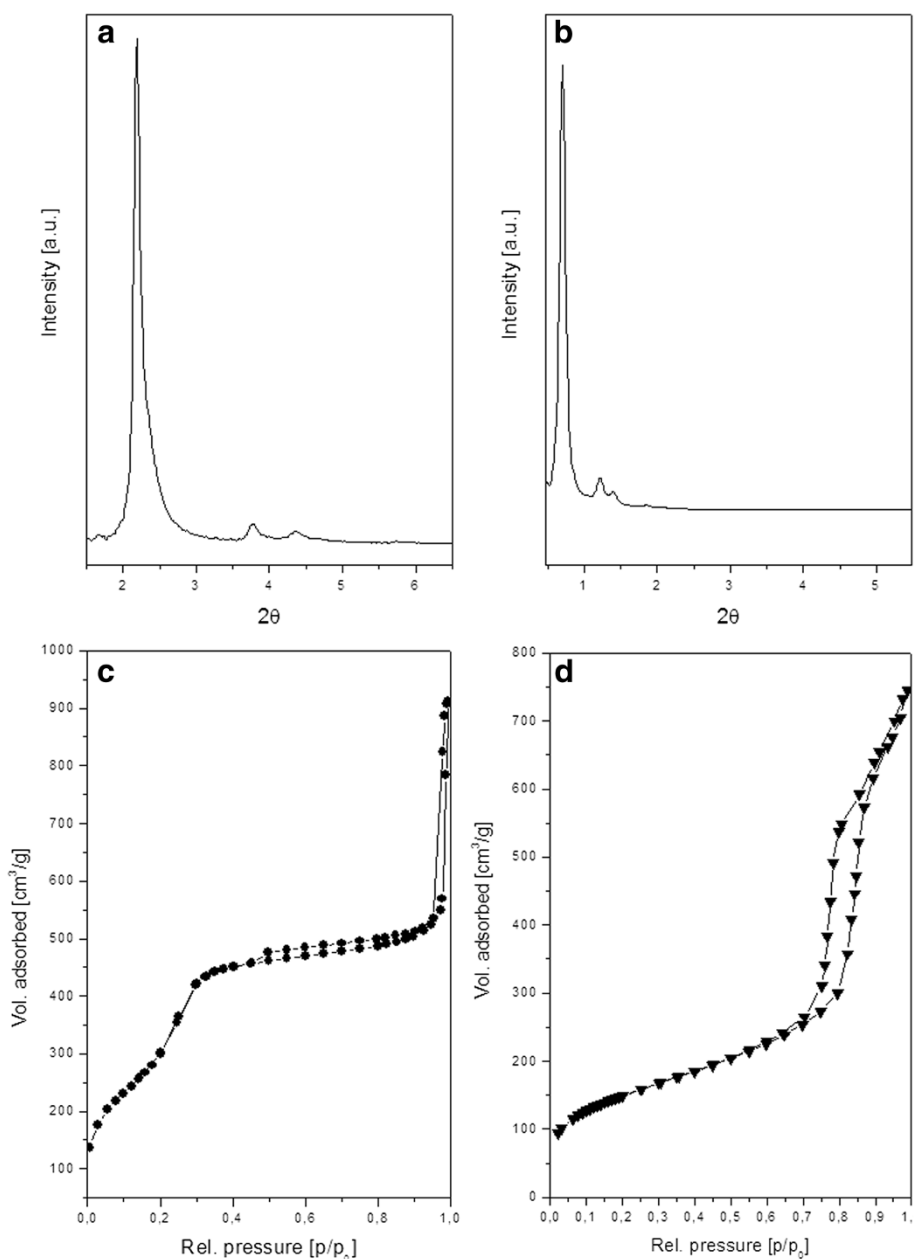 a
Intensity [a.u.]
2 3 4 5 6
2θ
b
Intensity [a.u.]
1 2 3 4 5
2θ
c
Vol. adsorbed [cm³/g]
1000
900
800
700
600
500
400
300
200
100
0,0 0,2 0,4 0,6 0,8 1,0
Rel. pressure [p/p₀]
d
Vol. adsorbed [cm³/g]
800
700
600
500
400
300
200
100
0
0,0 0,1 0,2 0,3 0,4 0,5 0,6 0,7 0,8 0,9 1,
Rel. pressure [p/p₀]